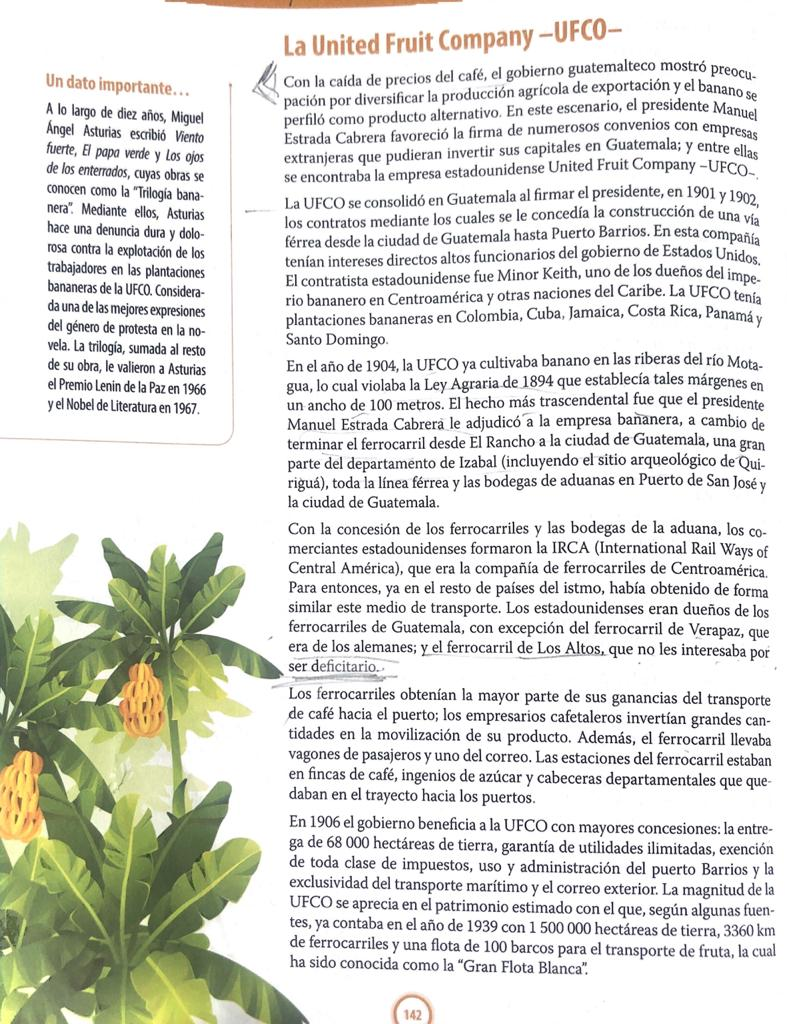 La United Fruit Company –UFCO–
Un dato importante...
A lo largo de diez años, Miguel
Ángel Asturias escribió Viento
fuerte, El papa verde y Los ojos
de los enterrados, cuyas obras se
conocen como la "Trilogía bana-
nera". Mediante ellos, Asturias
hace una denuncia dura y dolo-
rosa contra la explotación de los
trabajadores en las plantaciones
bananeras de la UFCO. Considera-
da una de las mejores expresiones
del género de protesta en la no-
vela. La trilogía, sumada al resto
de su obra, le valieron a Asturias
el Premio Lenin de la Paz en 1966
y el Nobel de Literatura en 1967.
Con la caída de precios del café, el gobierno guatemalteco mostró preocu-
pación por diversificar la producción agrícola de exportación y el banano se
perfiló como producto alternativo. En este escenario, el presidente Manuel
Estrada Cabrera favoreció la firma de numerosos convenios con empresas
extranjeras que pudieran invertir sus capitales en Guatemala; y entre ellas
se encontraba la empresa estadounidense United Fruit Company –UFCO–.
La UFCO se consolidó en Guatemala al firmar el presidente, en 1901 y 1902,
los contratos mediante los cuales se le concedía la construcción de una vía
férrea desde la ciudad de Guatemala hasta Puerto Barrios. En esta compañía
tenían intereses directos altos funcionarios del gobierno de Estados Unidos.
El contratista estadounidense fue Minor Keith, uno de los dueños del impe-
rio bananero en Centroamérica y otras naciones del Caribe. La UFCO tenía
plantaciones bananeras en Colombia, Cuba, Jamaica, Costa Rica, Panamá y
Santo Domingo.
En el año de 1904, la UFCO ya cultivaba banano en las riberas del río Mota-
gua, lo cual violaba la Ley Agraria de 1894 que establecía tales márgenes en
un ancho de 100 metros. El hecho más trascendental fue que el presidente
Manuel Estrada Cabrera le adjudicó a la empresa bananera, a cambio de
terminar el ferrocarril desde El Rancho a la ciudad de Guatemala, una gran
parte del departamento de Izabal (incluyendo el sitio arqueológico de Qui-
riguá), toda la línea férrea y las bodegas de aduanas en Puerto de San José y
la ciudad de Guatemala.
Con la concesión de los ferrocarriles y las bodegas de la aduana, los co-
merciantes estadounidenses formaron la IRCA (International Rail Ways of
Central América), que era la compañía de ferrocarriles de Centroamérica.
Para entonces, ya en el resto de países del istmo, había obtenido de forma
similar este medio de transporte. Los estadounidenses eran dueños de los
ferrocarriles de Guatemala, con excepción del ferrocarril de Verapaz, que
era de los alemanes; y el ferrocarril de Los Altos, que no les interesaba por
ser deficitario.
Los ferrocarriles obtenían la mayor parte de sus ganancias del transporte
de café hacia el puerto; los empresarios cafetaleros invertían grandes can-
tidades en la movilización de su producto. Además, el ferrocarril llevaba
vagones de pasajeros y uno del correo. Las estaciones del ferrocarril estaban
en fincas de café, ingenios de azúcar y cabeceras departamentales que que-
daban en el trayecto hacia los puertos.
En 1906 el gobierno beneficia a la UFCO con mayores concesiones: la entre-
ga de 68 000 hectáreas de tierra, garantía de utilidades ilimitadas, exención
de toda clase de impuestos, uso y administración del puerto Barrios y la
exclusividad del transporte marítimo y el correo exterior. La magnitud de la
UFCO se aprecia en el patrimonio estimado con el que, según algunas fuen-
tes, ya contaba en el año de 1939 con 1 500 000 hectáreas de tierra, 3360 km
de ferrocarriles y una flota de 100 barcos para el transporte de fruta, la cual
ha sido conocida como la "Gran Flota Blanca".
142